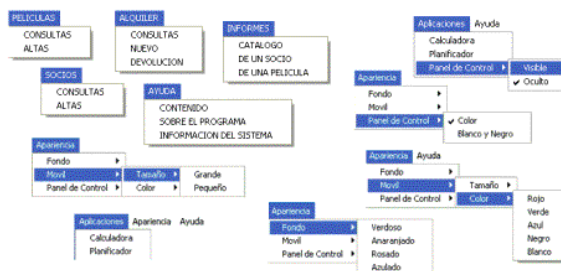 PELICULAS
CONSULTAS
ALTAS
ALQUILER
CONSULTAS
NUEVO
DEVOLUCION
INFORMES
CATALOGO
DE UN SOCIO
DE UNA PELICULA
SOCIOS
CONSULTAS
ALTAS
AYUDA
CONTENIDO
SOBRE EL PROGRAMA
INFORMACION DEL SISTEMA
Aplicaciones Ayuda
Calculadora
Planificador
Panel de Control Visible
Oculto
Apariencia
Fondo
Movil
Panel de Control Color
Blanco y Negro
Apariencia
Fondo
Movil Tamaño Grande
Panel de Control Color Pequeño
Apariencia Ayuda
Fondo
Movil Tamaño
Panel de Control Color Rojo
Verde
Azul
Negro
Blanco
Aplicaciones Apariencia Ayuda
Calculadora
Planificador
Apariencia
Fondo Verdoso
Movil Anaranjado
Panel de Control Rosado
Azulado